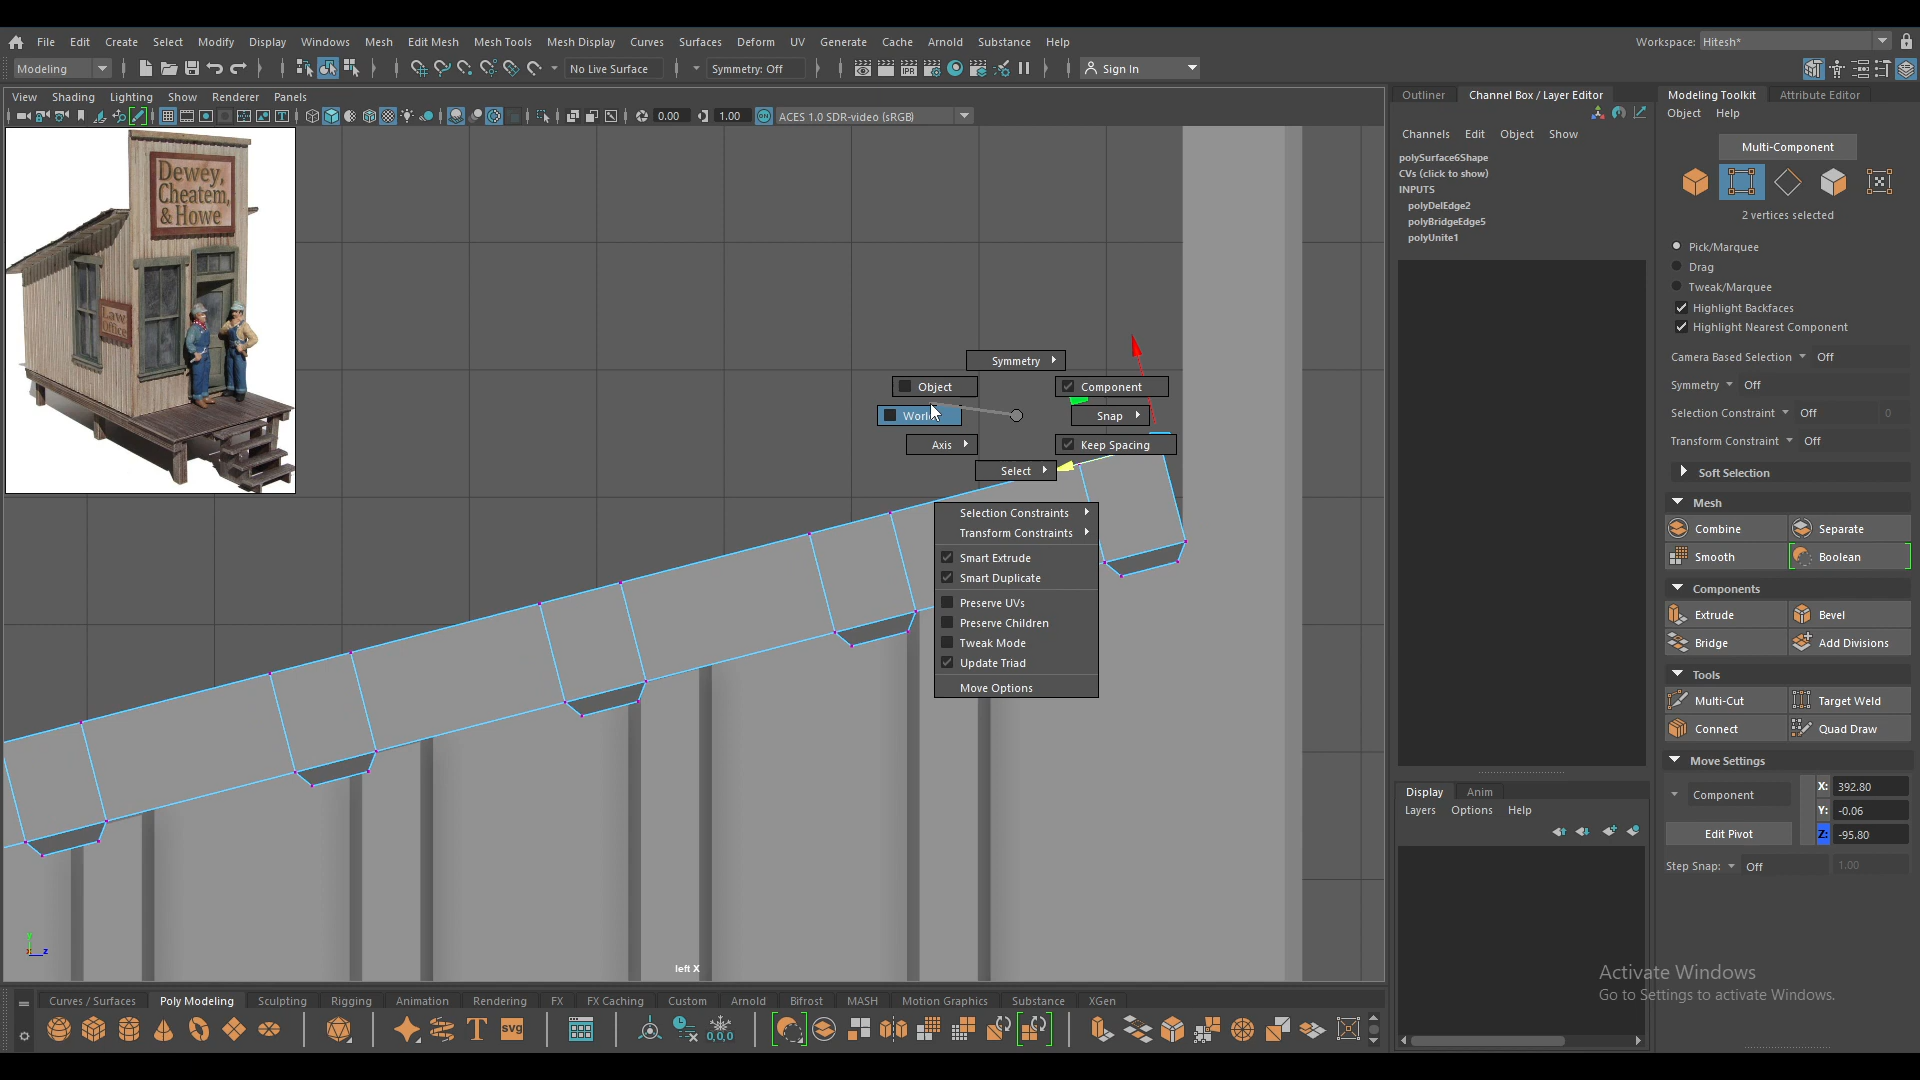 File Edit Create Select Modify Display Windows Mesh Edit Mesh Mesh Tools Mesh Display Curves Surfaces Deform UV Generate Cache Arnold Substance Help
Workspace: Hitesh*
Modeling
No Live Surface
Symmetry: Off
Sign In
View Shading Lighting Show Renderer Panels
0.00
1.00
ACES 1.0 SDR-video (sRGB)
Dewey,
Cheatem,
& Howe
Law
Office
Symmetry
Object
Component
World
Snap
Axis
Keep Spacing
Select
Selection Constraints
Transform Constraints
Smart Extrude
Smart Duplicate
Preserve UVs
Preserve Children
Tweak Mode
Update Triad
Move Options
left X
y
z
Outliner
Channel Box / Layer Editor
Channels Edit Object Show
polySurface6Shape
CVs (click to show)
INPUTS
polyDelEdge2
polyBridgeEdge5
polyUnite1
Display Anim
Layers Options Help
Modeling Toolkit
Attribute Editor
Object Help
Multi-Component
2 vertices selected
Pick/Marquee
Drag
Tweak/Marquee
Highlight Backfaces
Highlight Nearest Component
Camera Based Selection Off
Symmetry Off
Selection Constraint Off 0
Transform Constraint Off
Soft Selection
Mesh
Combine Separate
Smooth Boolean
Components
Extrude Bevel
Bridge Add Divisions
Tools
Multi-Cut Target Weld
Connect Quad Draw
Move Settings
Component
X: 392.80
Y: -0.06
Z: -95.80
Edit Pivot
Step Snap: Off 1.00
Activate Windows
Go to Settings to activate Windows.
Curves / Surfaces Poly Modeling Sculpting Rigging Animation Rendering FX FX Caching Custom Arnold Bifrost MASH Motion Graphics Substance XGen
T
svg
0,0,0